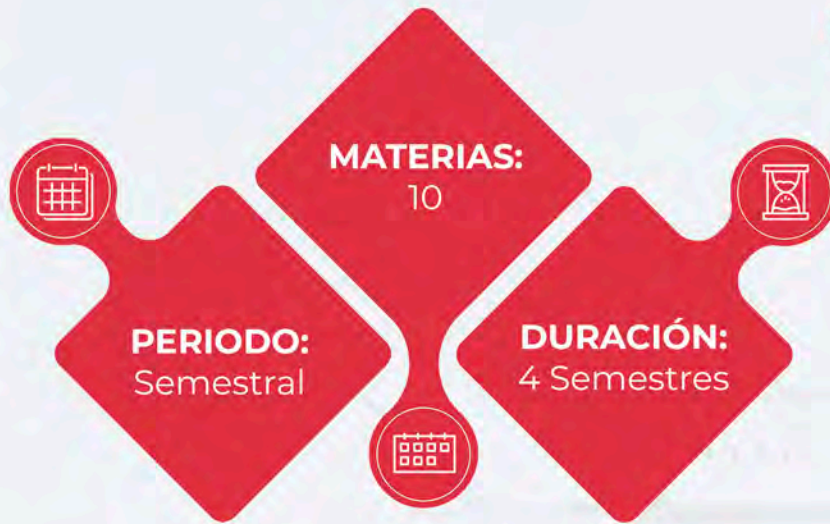 MATERIAS:
10
PERIODO:
Semestral
DURACIÓN:
4 Semestres